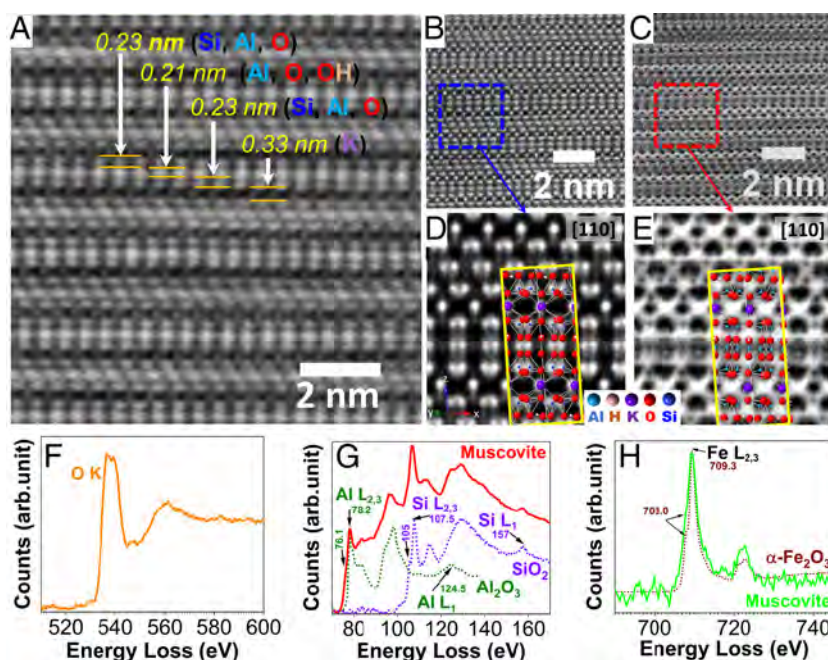 A
0.23 nm (Si, Al, O)
0.21 nm (Al, O, OH)
0.23 nm (Si, Al, O)
0.33 nm (K)
2 nm
B
2 nm
C
2 nm
D
[110]
E
[110]
Al H K O Si
F
O K
Counts (arb.unit)
520 540 560 580 600
Energy Loss (eV)
G
Muscovite
Al L2,3
78.2
76.1
Si L2,3
107.5
105
Si L1
157
SiO2
Al2O3
Al L1
124.5
Counts (arb.unit)
80 100 120 140 160
Energy Loss (eV)
H
Fe L2,3
709.3
703.0
α-Fe2O3
Muscovite
Counts (arb.unit)
700 720 740
Energy Loss (eV)